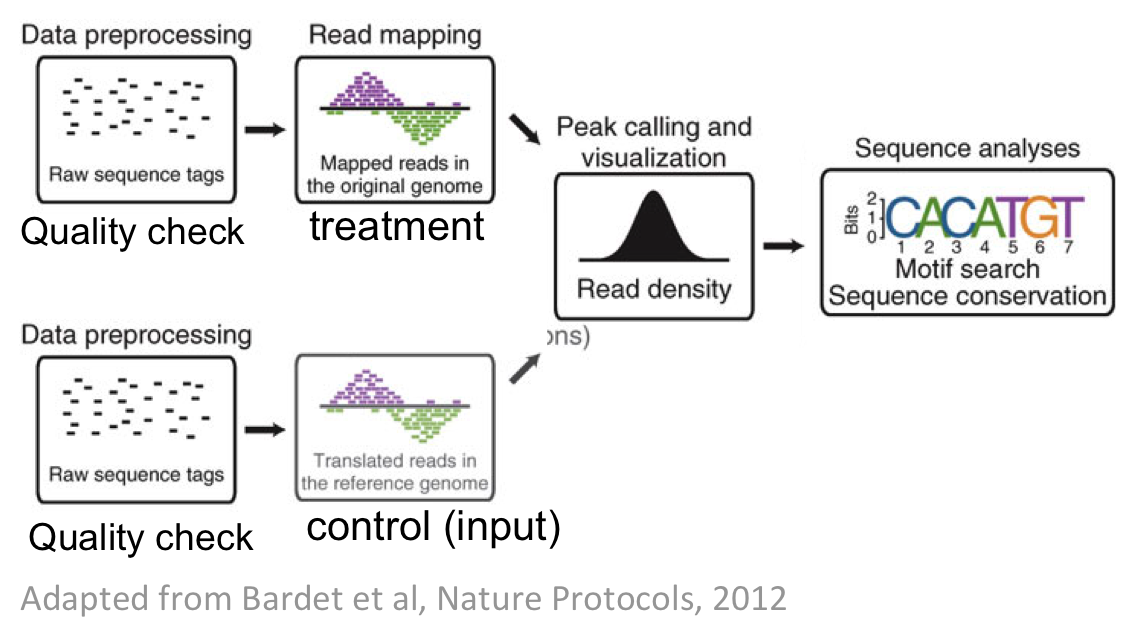 Data preprocessing
Raw sequence tags
Quality check
Read mapping
Mapped reads in
the original genome
treatment
Data preprocessing
Raw sequence tags
Quality check
Translated reads in
the reference genome
control (input)
Peak calling and
visualization
Read density
ons)
Sequence analyses
Bits
2
1
0
CACATGT
1 2 3 4 5 6 7
Motif search
Sequence conservation
Adapted from Bardet et al, Nature Protocols, 2012